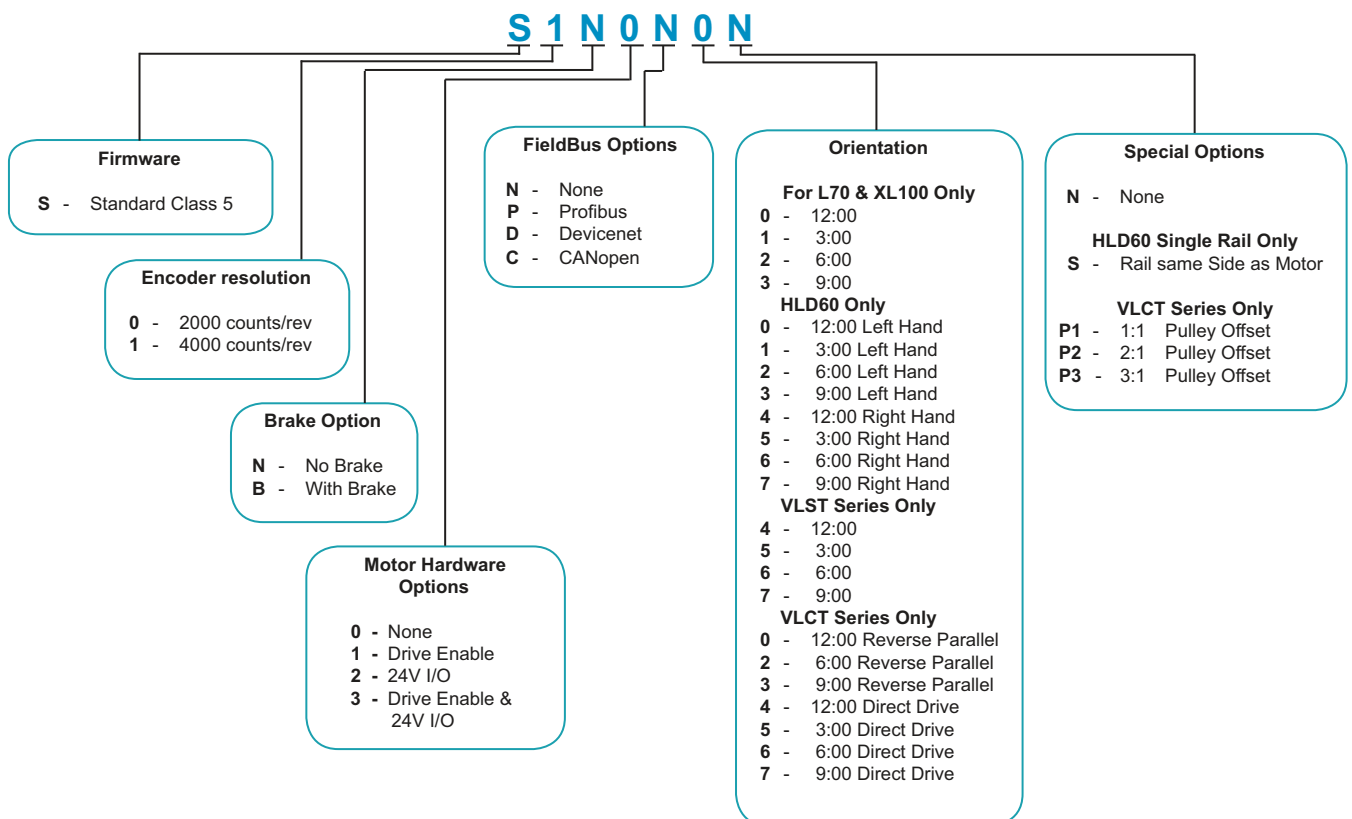 S 1 N 0 N 0 N
Firmware
S - Standard Class 5
Encoder resolution
0 - 2000 counts/rev
1 - 4000 counts/rev
Brake Option
N - No Brake
B - With Brake
Motor Hardware
Options
0 - None
1 - Drive Enable
2 - 24V I/O
3 - Drive Enable &
24V I/O
FieldBus Options
N - None
P - Profibus
D - Devicenet
C - CANopen
Orientation
For L70 & XL100 Only
0 - 12:00
1 - 3:00
2 - 6:00
3 - 9:00
HLD60 Only
0 - 12:00 Left Hand
1 - 3:00 Left Hand
2 - 6:00 Left Hand
3 - 9:00 Left Hand
4 - 12:00 Right Hand
5 - 3:00 Right Hand
6 - 6:00 Right Hand
7 - 9:00 Right Hand
VLST Series Only
4 - 12:00
5 - 3:00
6 - 6:00
7 - 9:00
VLCT Series Only
0 - 12:00 Reverse Parallel
2 - 6:00 Reverse Parallel
3 - 9:00 Reverse Parallel
4 - 12:00 Direct Drive
5 - 3:00 Direct Drive
6 - 6:00 Direct Drive
7 - 9:00 Direct Drive
Special Options
N - None
HLD60 Single Rail Only
S - Rail same Side as Motor
VLCT Series Only
P1 - 1:1 Pulley Offset
P2 - 2:1 Pulley Offset
P3 - 3:1 Pulley Offset